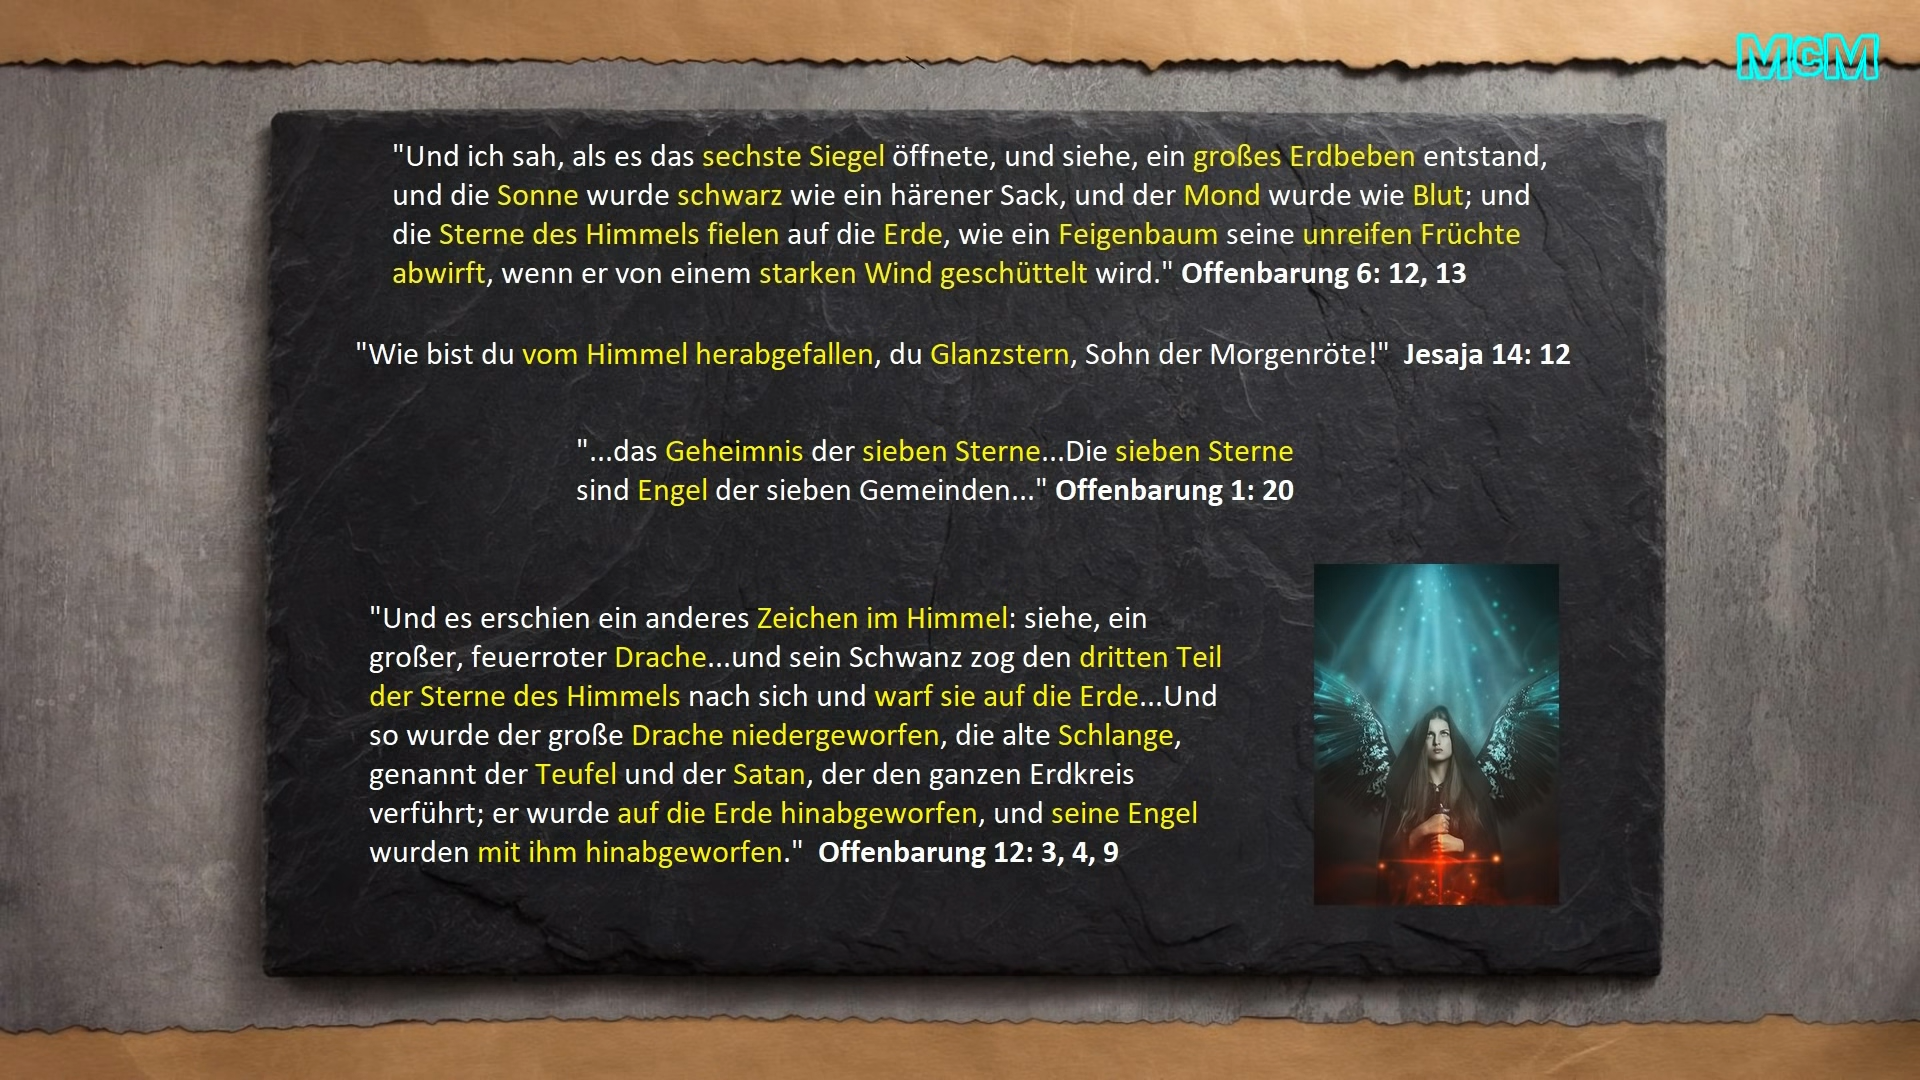 McM
"Und ich sah, als es das sechste Siegel öffnete, und siehe, ein großes Erdbeben entstand,
und die Sonne wurde schwarz wie ein härener Sack, und der Mond wurde wie Blut; und
die Sterne des Himmels fielen auf die Erde, wie ein Feigenbaum seine unreifen Früchte
abwirft, wenn er von einem starken Wind geschüttelt wird." Offenbarung 6: 12, 13
"Wie bist du vom Himmel herabgefallen, du Glanzstern, Sohn der Morgenröte!" Jesaja 14: 12
"...das Geheimnis der sieben Sterne...Die sieben Sterne
sind Engel der sieben Gemeinden..." Offenbarung 1: 20
"Und es erschien ein anderes Zeichen im Himmel: siehe, ein
großer, feuerroter Drache...und sein Schwanz zog den dritten Teil
der Sterne des Himmels nach sich und warf sie auf die Erde...Und
so wurde der große Drache niedergeworfen, die alte Schlange,
genannt der Teufel und der Satan, der den ganzen Erdkreis
verführt; er wurde auf die Erde hinabgeworfen, und seine Engel
wurden mit ihm hinabgeworfen." Offenbarung 12: 3, 4, 9